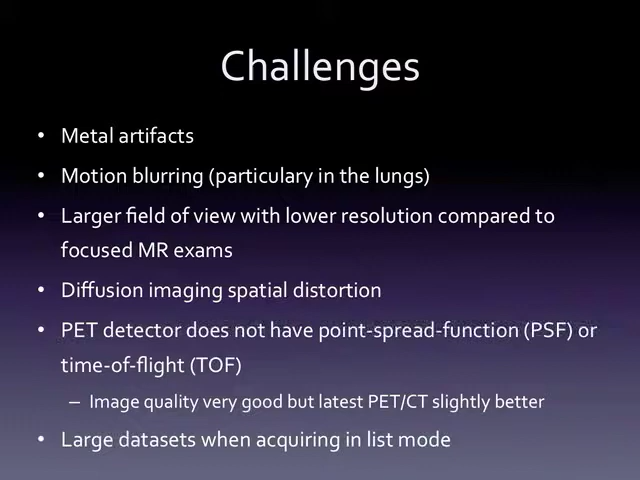 Challenges
• Metal artifacts
• Motion blurring (particulary in the lungs)
• Larger field of view with lower resolution compared to
focused MR exams
• Diffusion imaging spatial distortion
• PET detector does not have point-spread-function (PSF) or
time-of-flight (TOF)
– Image quality very good but latest PET/CT slightly better
• Large datasets when acquiring in list mode